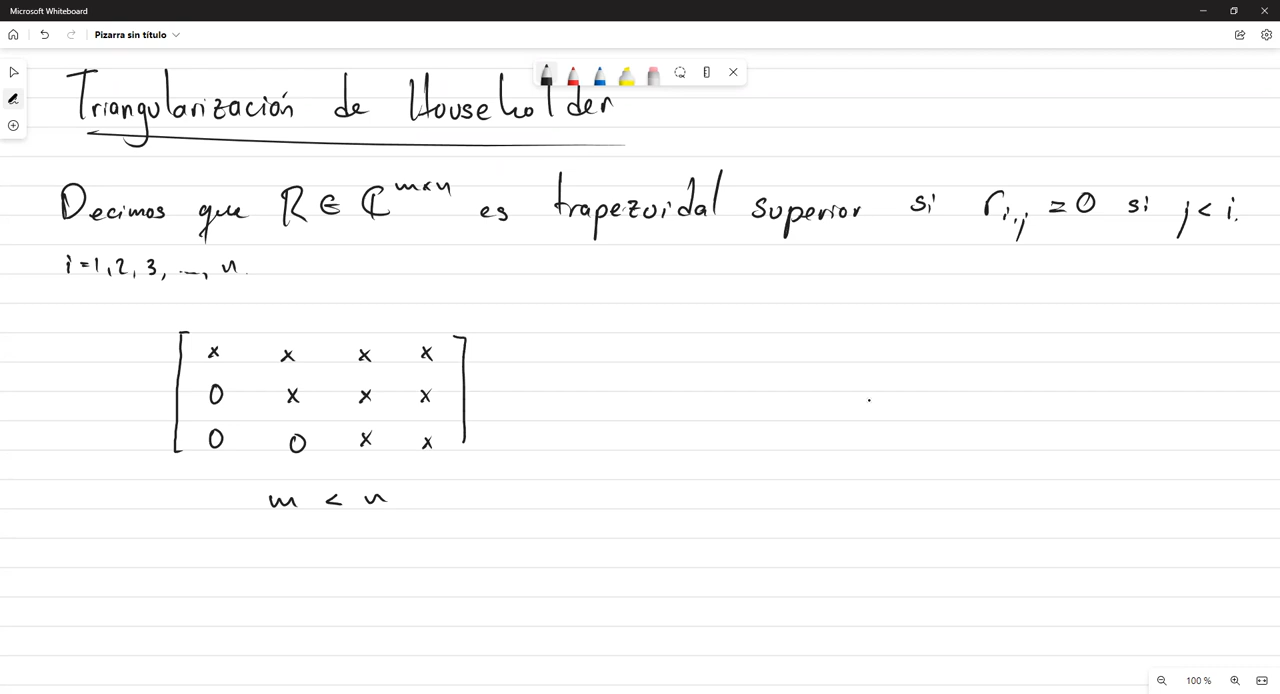 Microsoft Whiteboard
Pizarra sin título
Triangularización de Householder
Decimos que R ∈ ℂ^{m×n} es trapezoidal superior si r_{i,j} = 0 si j < i.
i = 1, 2, 3, ..., n.
x x x x
0 x x x
0 0 x x
m < n
100 %